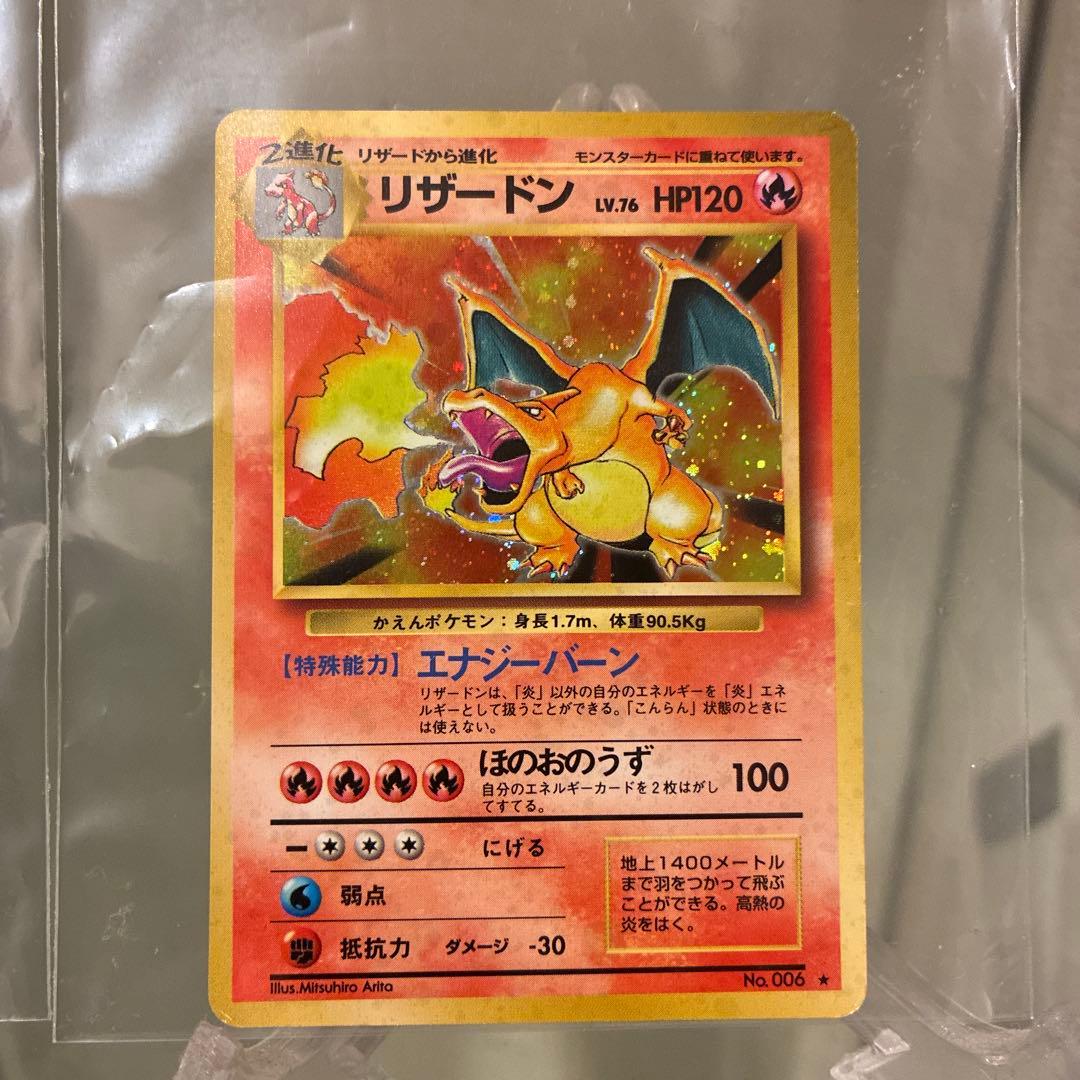 2進化 リザードから進化 モンスターカードに重ねて使います。
リザードン LV.76 HP120
かえんポケモン：身長1.7m、体重90.5Kg
【特殊能力】エナジーバーン
リザードンは、「炎」以外の自分のエネルギーを「炎」エネ
ルギーとして扱うことができる。「こんらん」状態のときに
は使えない。
ほのおのうず 100
自分のエネルギーカードを2枚はがし
てすてる。
ー にげる
弱点
抵抗力 ダメージ -30
地上1400メートル
まで羽をつかって飛ぶ
ことができる。高熱の
炎をはく。
Illus.Mitsuhiro Arita
No.006 ★